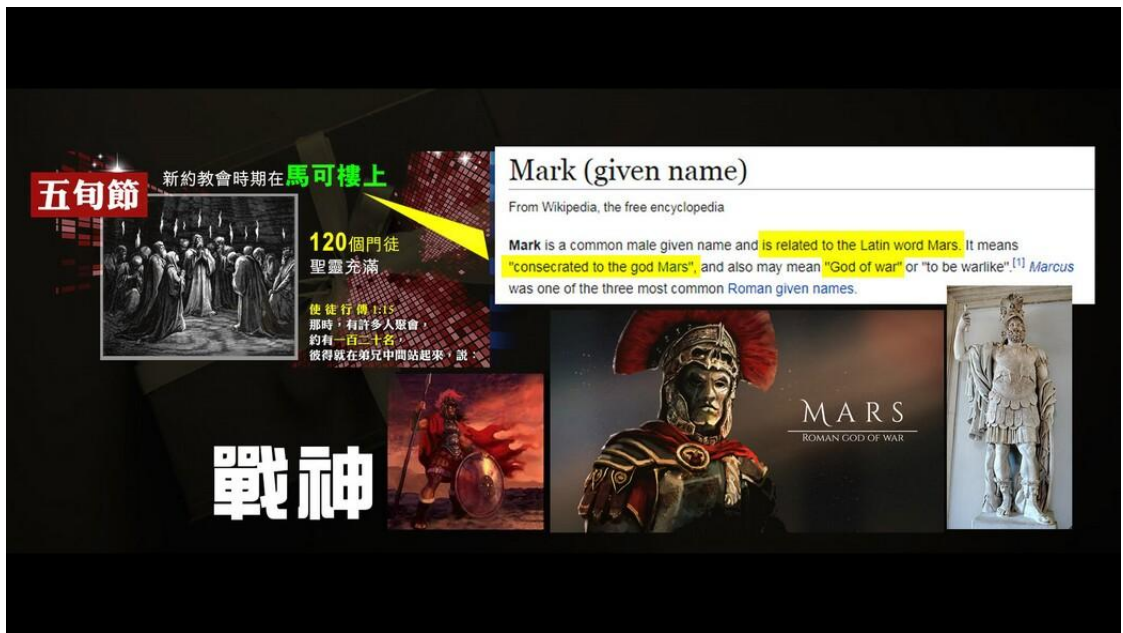 五旬節
新約教會時期在馬可樓上
120個門徒
聖靈充滿
使徒行傳 1:15
那時，有許多人聚會，
約有一百二十名，
彼得就在弟兄中間站起來，說：
Mark (given name)
From Wikipedia, the free encyclopedia
Mark is a common male given name and is related to the Latin word Mars. It means
"consecrated to the god Mars", and also may mean "God of war" or "to be warlike".[1] Marcus
was one of the three most common Roman given names.
戰神
MARS
ROMAN GOD OF WAR